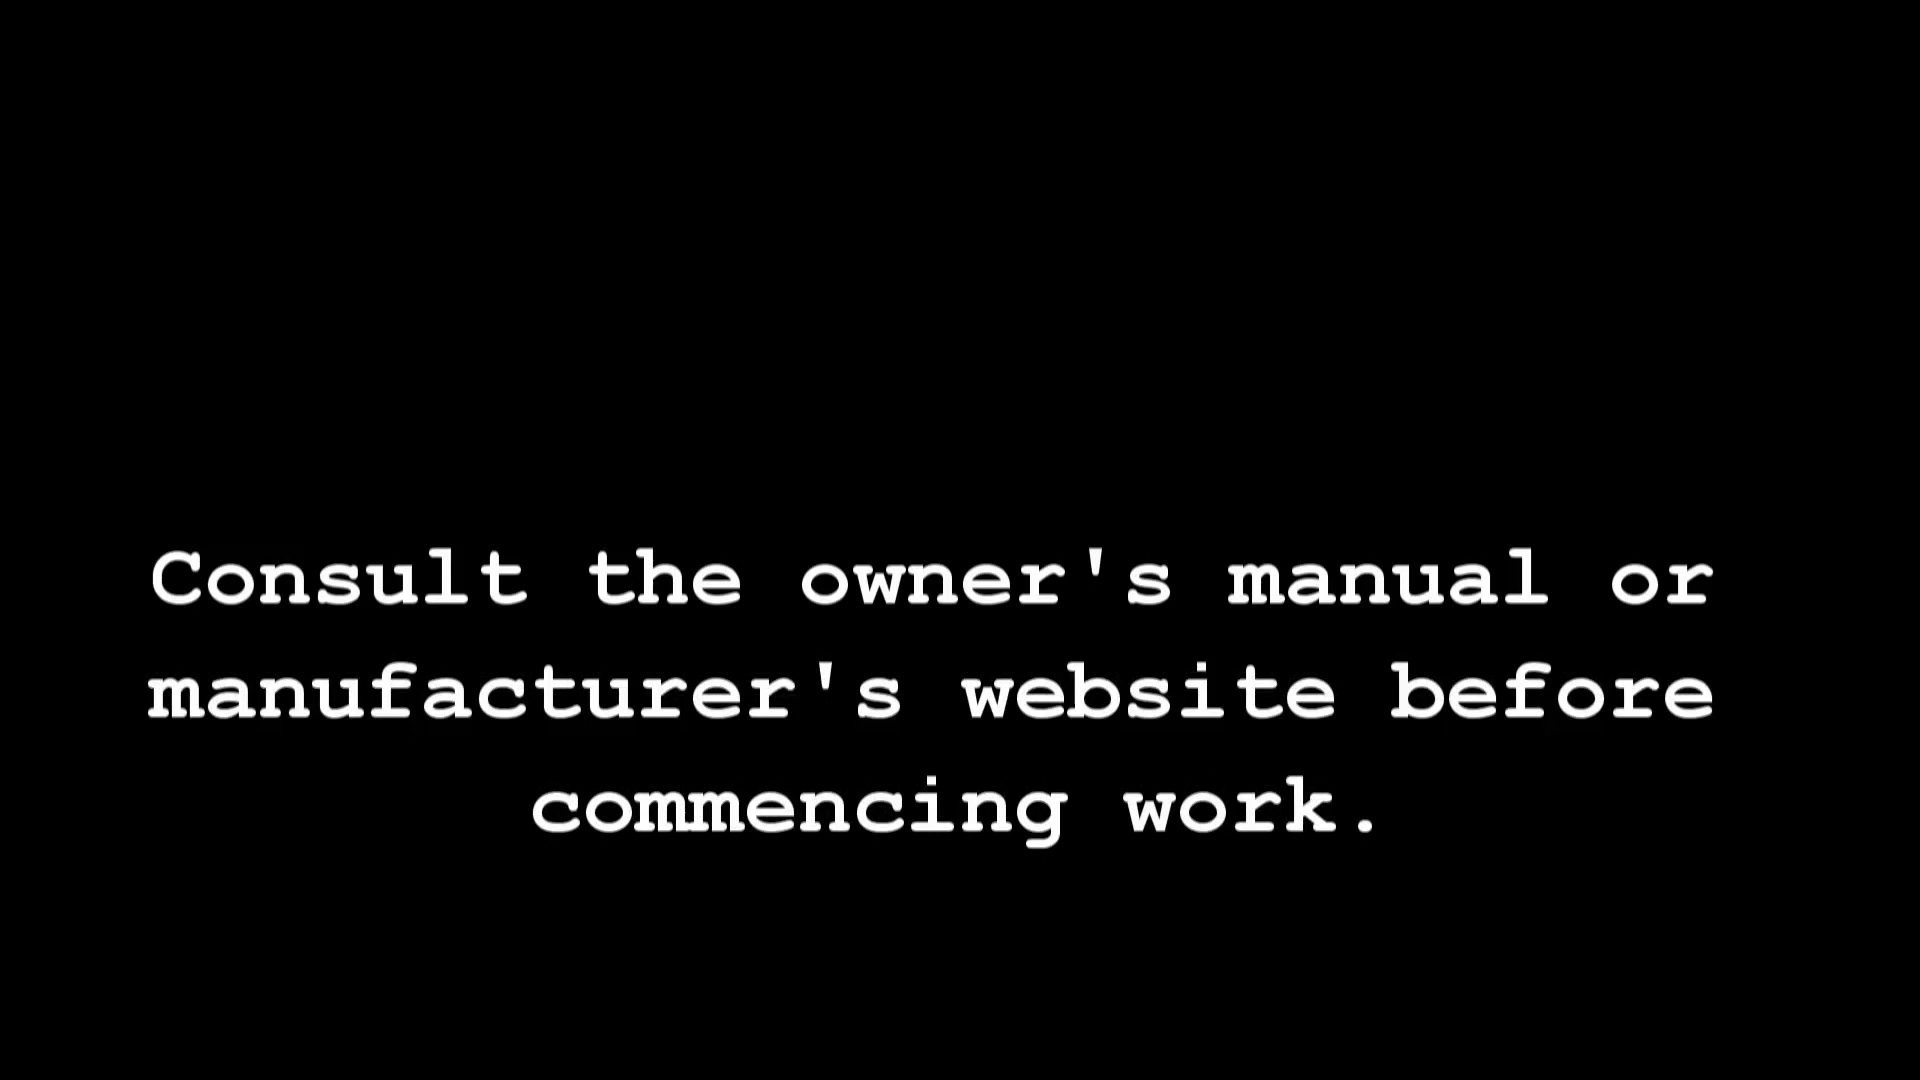 Consult the owner's manual or
manufacturer's website before
commencing work.